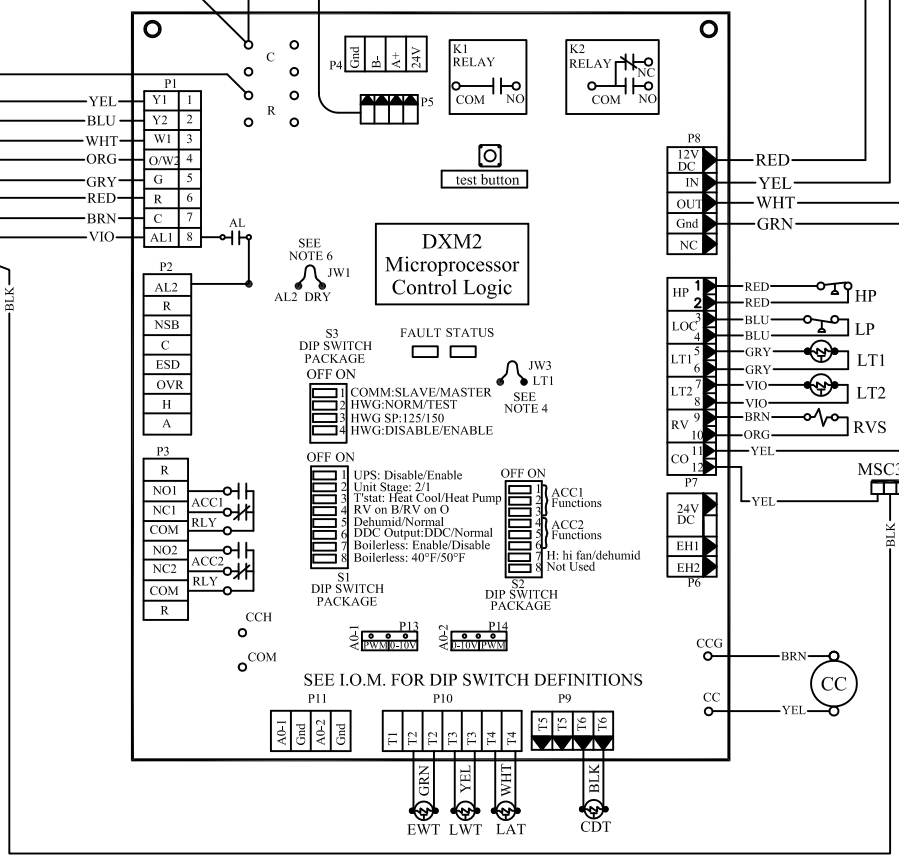 C
R
P4
Gnd
B-
A+
24V
P5
K1
RELAY
COM
NO
K2
RELAY
NC
COM
NO
P1
YEL Y1 1
BLU Y2 2
WHT W1 3
ORG O/W2 4
GRY G 5
RED R 6
BRN C 7
VIO AL1 8
AL
BLK
test button
DXM2
Microprocessor
Control Logic
SEE
NOTE 6
JW1
AL2 DRY
P8
12V
DC
RED
IN YEL
OUT WHT
Gnd GRN
NC
P2
AL2
R
NSB
C
ESD
OVR
H
A
FAULT STATUS
JW3
LT1
SEE
NOTE 4
S3
DIP SWITCH
PACKAGE
OFF ON
1 COMM:SLAVE/MASTER
2 HWG:NORM/TEST
3 HWG SP:125/150
4 HWG:DISABLE/ENABLE
HP
1 RED
2 RED
HP
LOC
3 BLU
4 BLU
LP
LT1
5 GRY
6 GRY
LT1
LT2
7 VIO
8 VIO
LT2
RV
9 BRN
10 ORG
RVS
CO
11 YEL
12
YEL
MSC3
BLK
P7
24V
DC
EH1
EH2
P6
P3
R
NO1
NC1
COM
NO2
NC2
COM
R
ACC1
RLY
ACC2
RLY
OFF ON
1 UPS: Disable/Enable
2 Unit Stage: 2/1
3 T'stat: Heat Cool/Heat Pump
4 RV on B/RV on O
5 Dehumid/Normal
6 DDC Output:DDC/Normal
7 Boilerless: Enable/Disable
8 Boilerless: 40°F/50°F
S1
DIP SWITCH
PACKAGE
OFF ON
1
2
3
4
5
6
7 H: hi fan/dehumid
8 Not Used
ACC1
Functions
ACC2
Functions
S2
DIP SWITCH
PACKAGE
CCH
COM
A0-1
P13
PWM 0-10V
A0-2
P14
0-10V PWM
CCG
BRN
CC
CC
YEL
SEE I.O.M. FOR DIP SWITCH DEFINITIONS
P11
A0-1
Gnd
A0-2
Gnd
P10
T1
T2
T2
T3
T3
T4
T4
P9
T5
T5
T6
T6
GRN
YEL
WHT
BLK
EWT
LWT
LAT
CDT